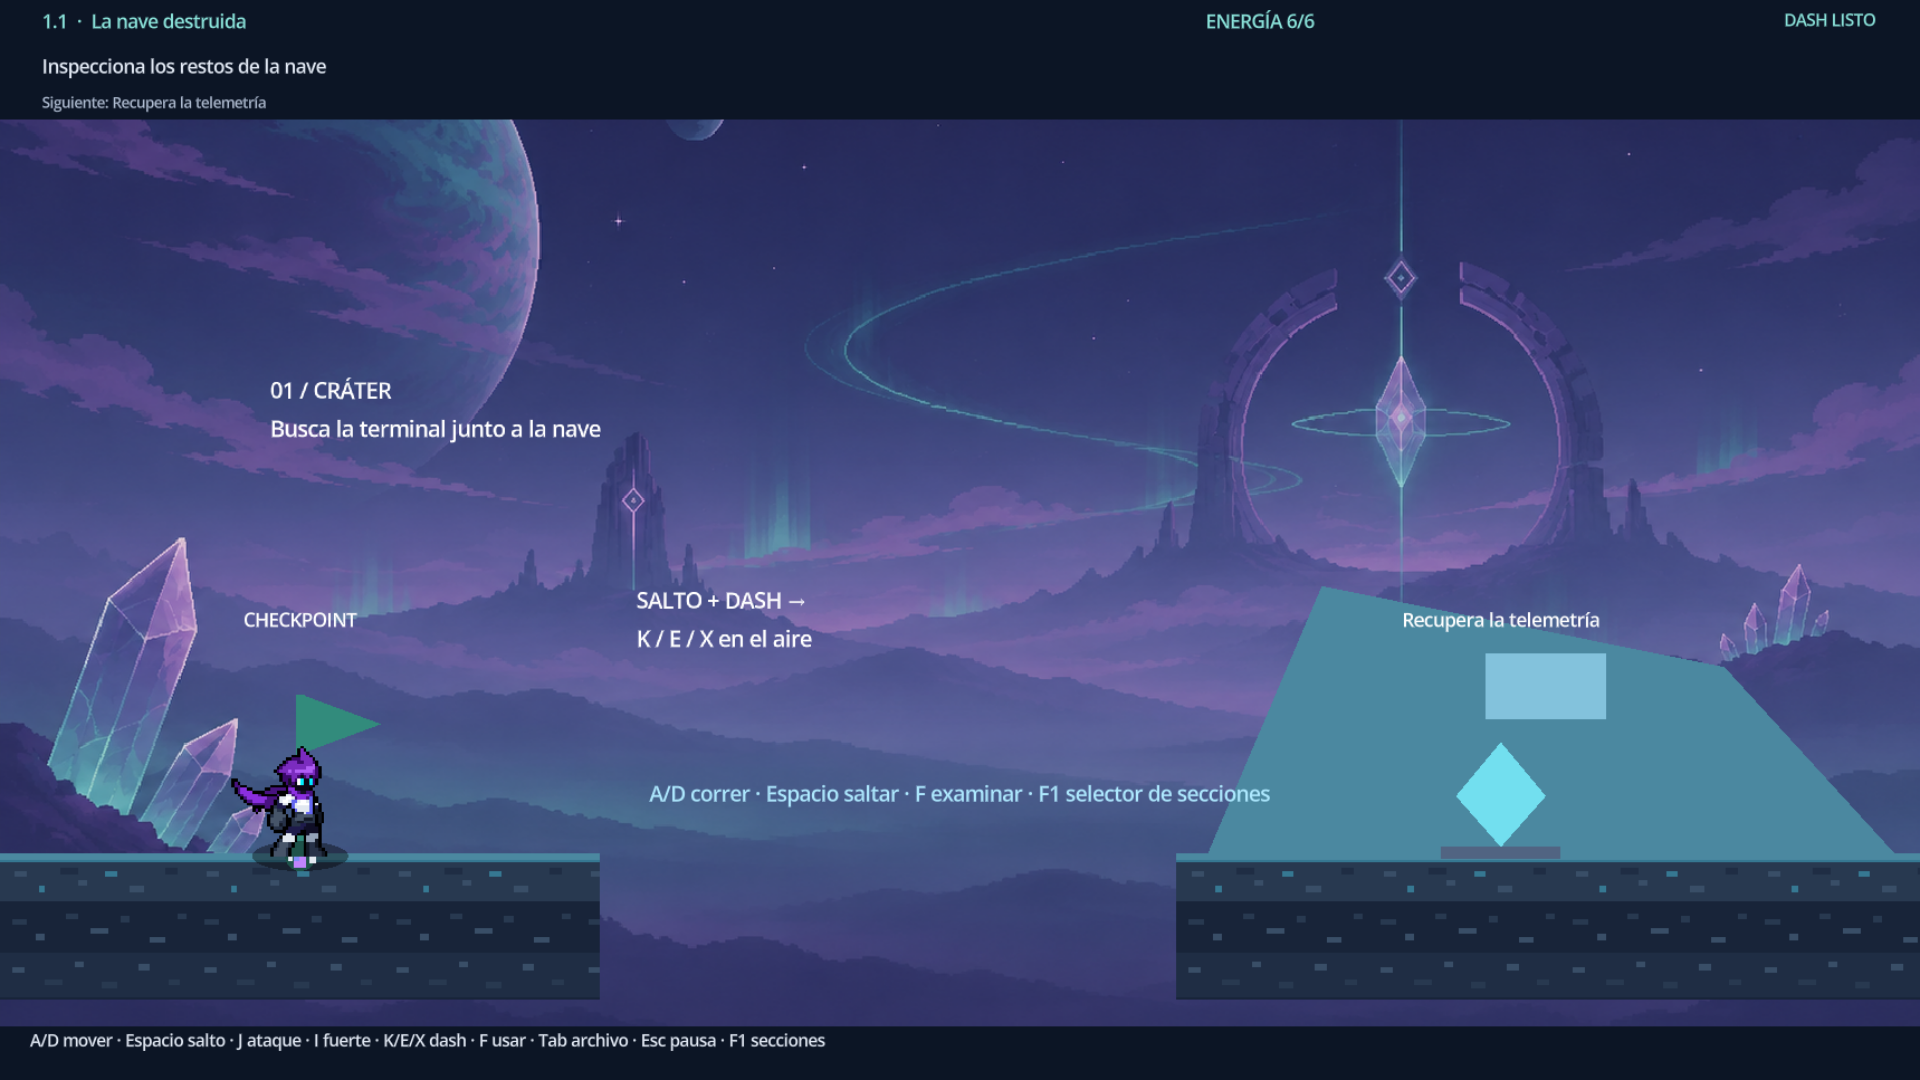 1.1 · La nave destruida
ENERGÍA 6/6
DASH LISTO
Inspecciona los restos de la nave
Siguiente: Recupera la telemetría
01 / CRÁTER
Busca la terminal junto a la nave
CHECKPOINT
SALTO + DASH →
K / E / X en el aire
Recupera la telemetría
A/D correr · Espacio saltar · F examinar · F1 selector de secciones
A/D mover · Espacio salto · J ataque · I fuerte · K/E/X dash · F usar · Tab archivo · Esc pausa · F1 secciones